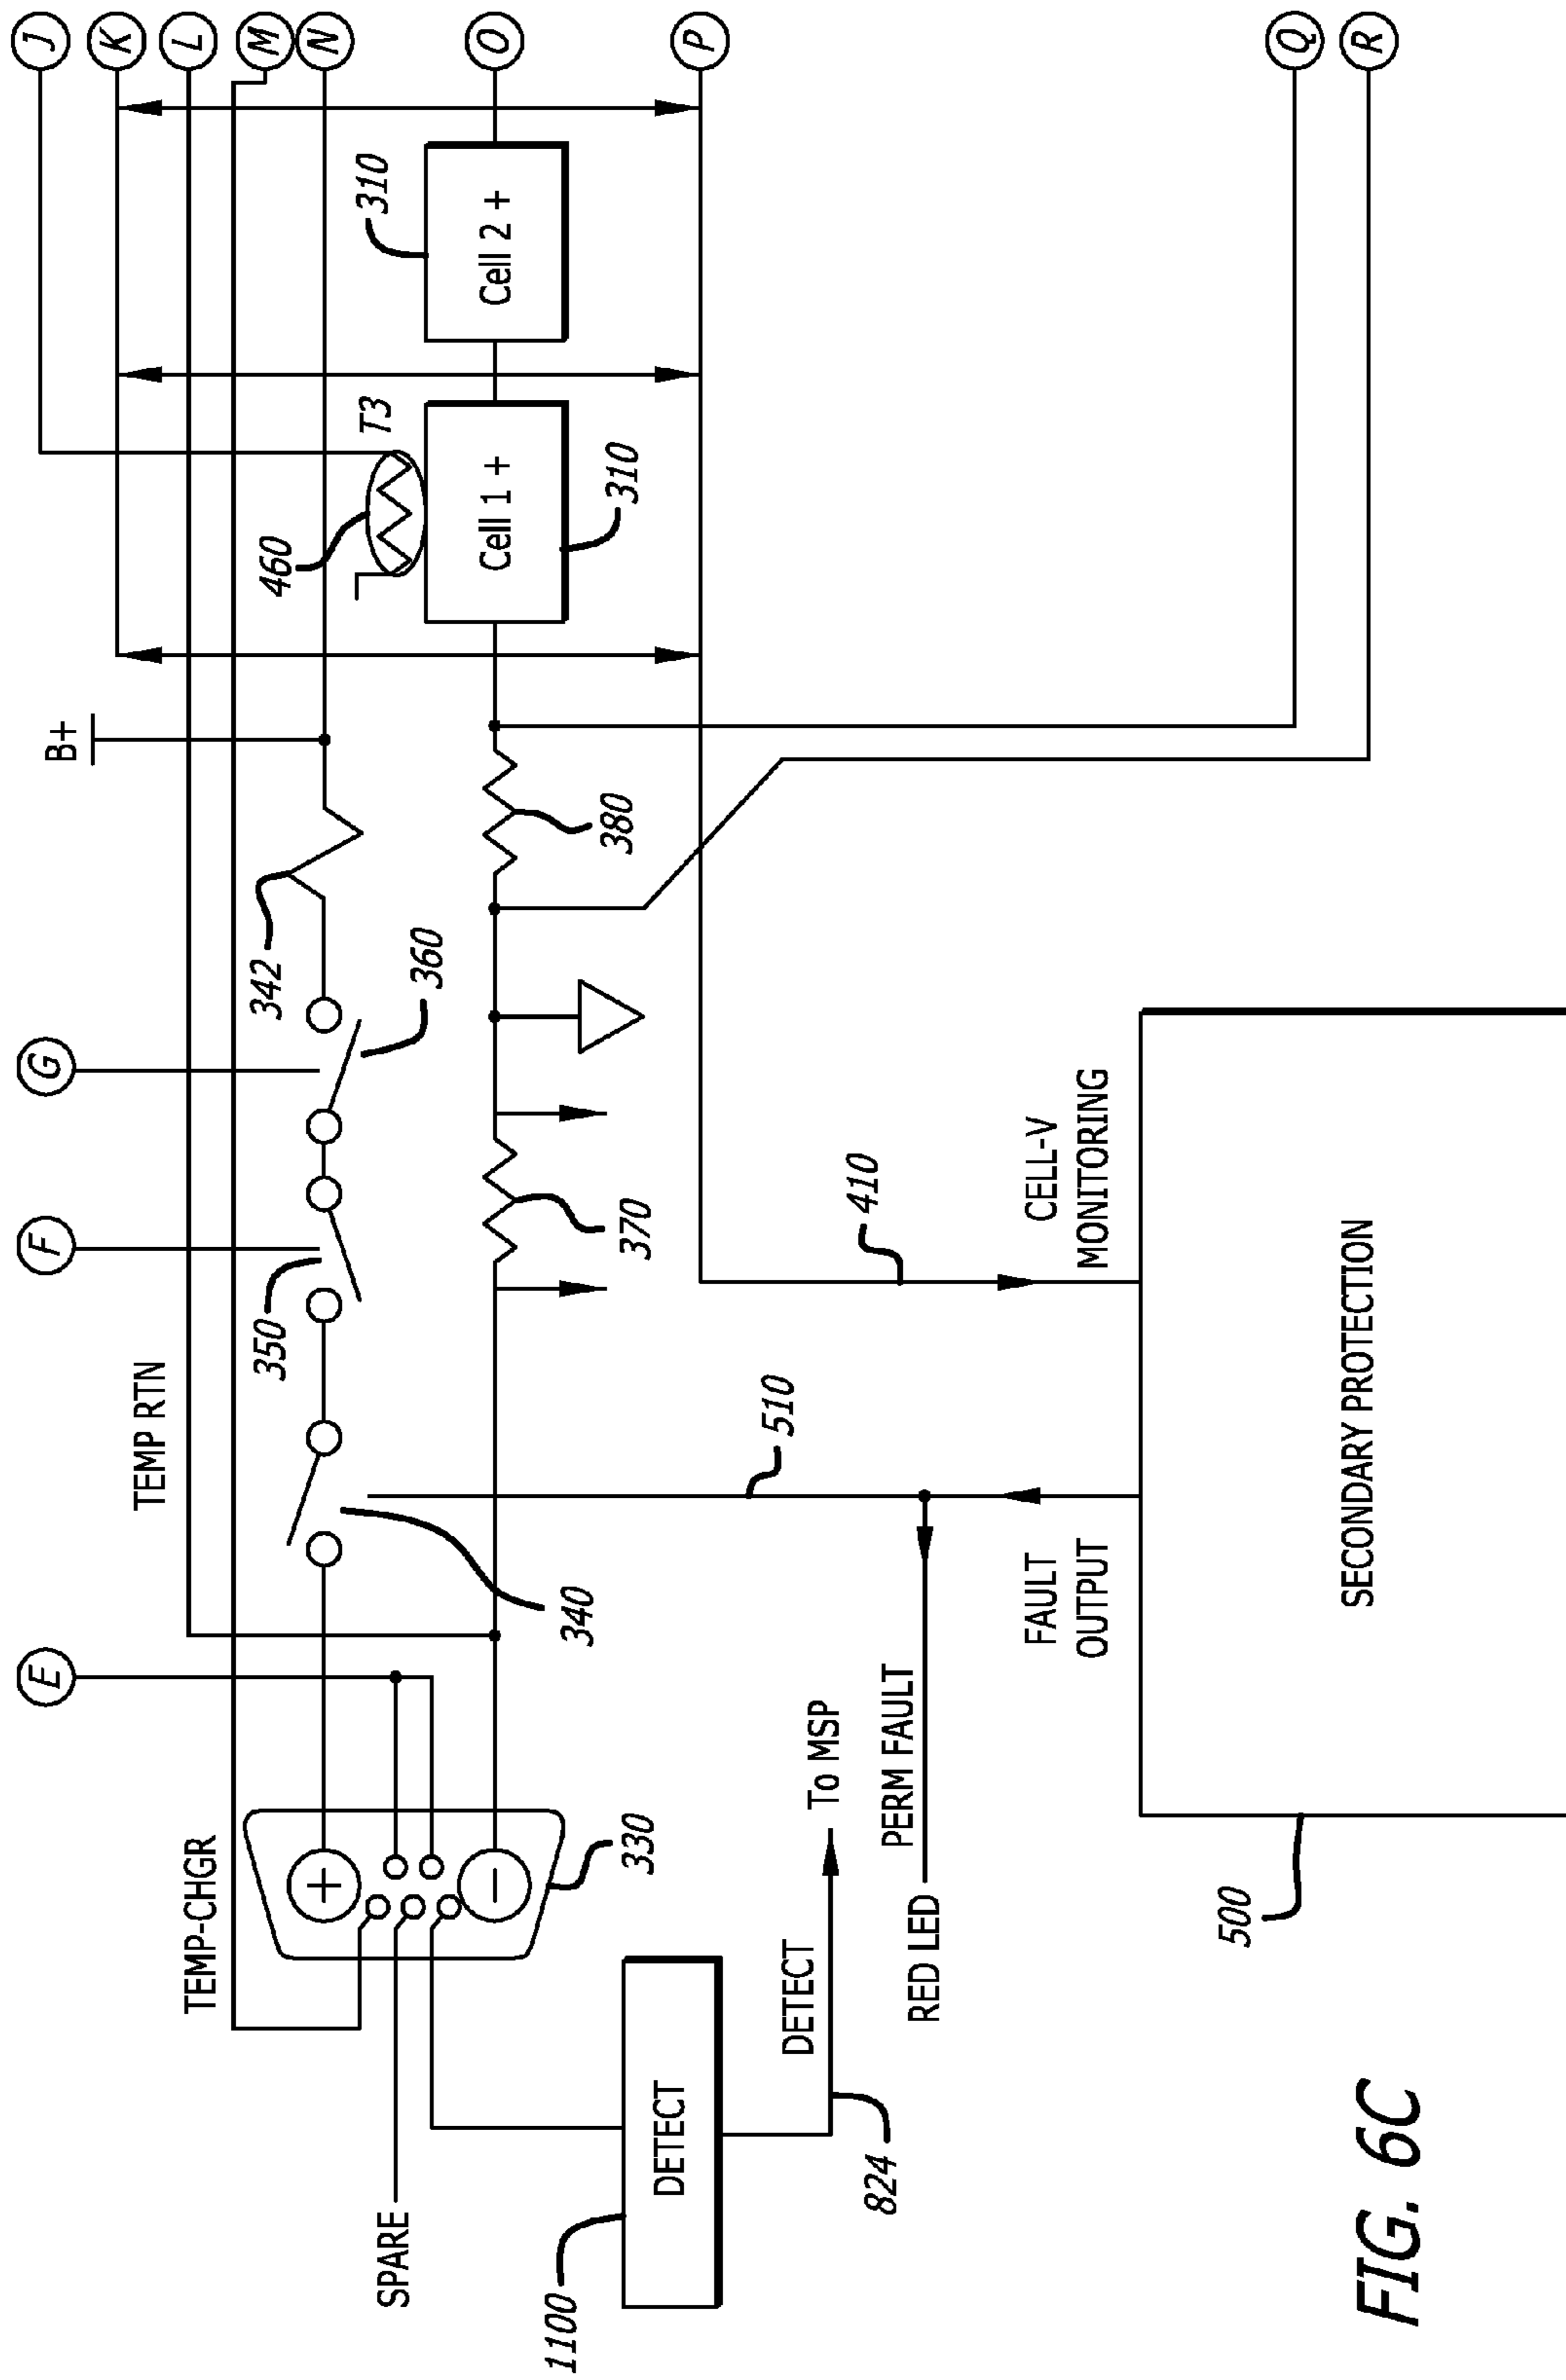 E
F
G
J
K
L
M
N
O
P
Q
R
TEMP-CHGR
TEMP RTN
B+
SPARE
350
342
360
460
T3
310
Cell 1 +
310
Cell 2 +
310
330
340
370
380
1100
DETECT
DETECT
To MSP
824
510
410
RED LED
PERM FAULT
FAULT
OUTPUT
CELL-V
MONITORING
500
SECONDARY PROTECTION
FIG. 6C